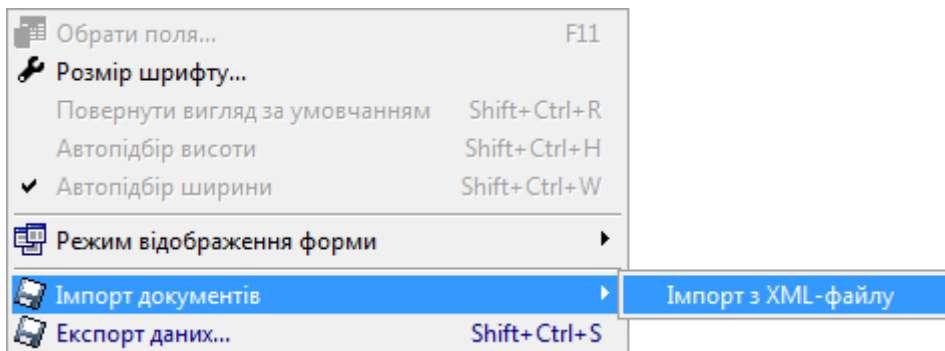 Обрати поля... F11
Розмір шрифту...
Повернути вигляд за умовчанням Shift+Ctrl+R
Автопідбір висоти Shift+Ctrl+H
Автопідбір ширини Shift+Ctrl+W
Режим відображення форми
Імпорт документів Імпорт з XML-файлу
Експорт даних... Shift+Ctrl+S